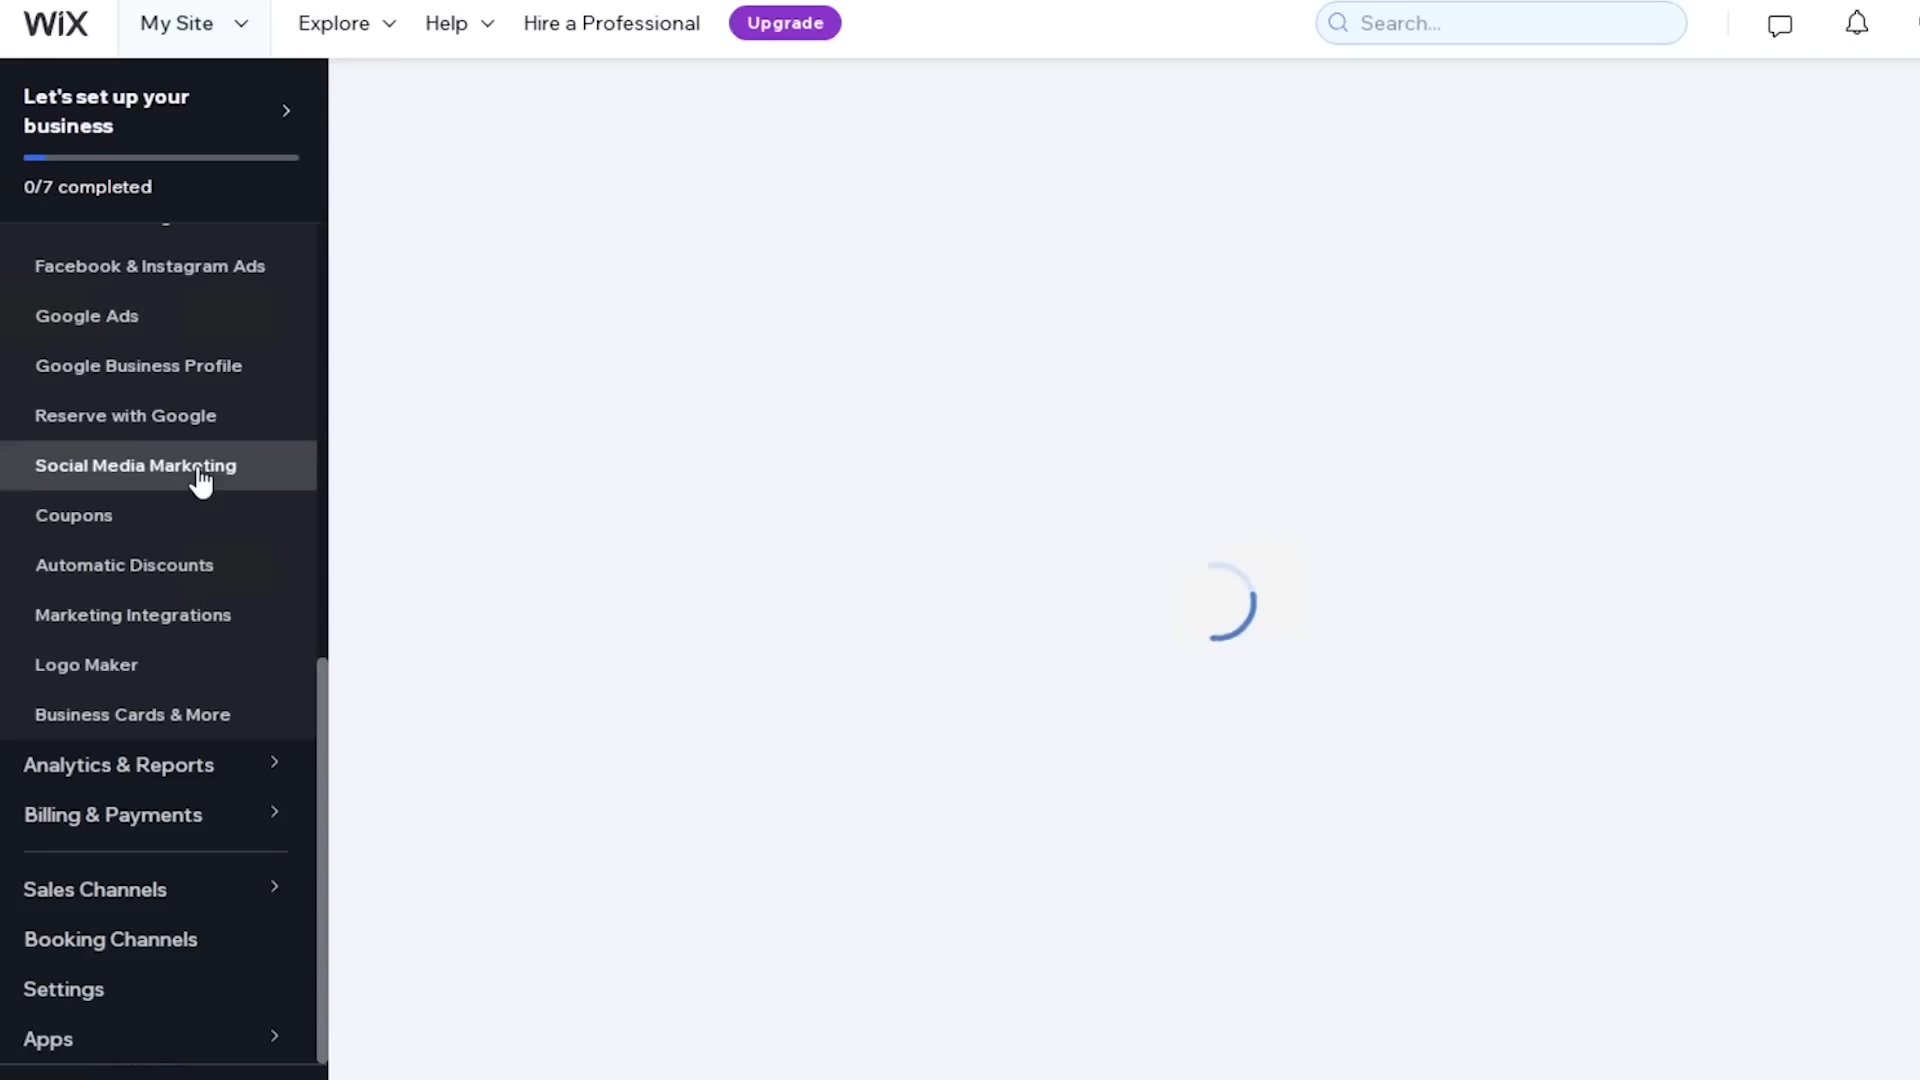 WiX
My Site
Explore
Help
Hire a Professional
Upgrade
Search...
Let's set up your
business
0/7 completed
Facebook & Instagram Ads
Google Ads
Google Business Profile
Reserve with Google
Social Media Marketing
Coupons
Automatic Discounts
Marketing Integrations
Logo Maker
Business Cards & More
Analytics & Reports
Billing & Payments
Sales Channels
Booking Channels
Settings
Apps